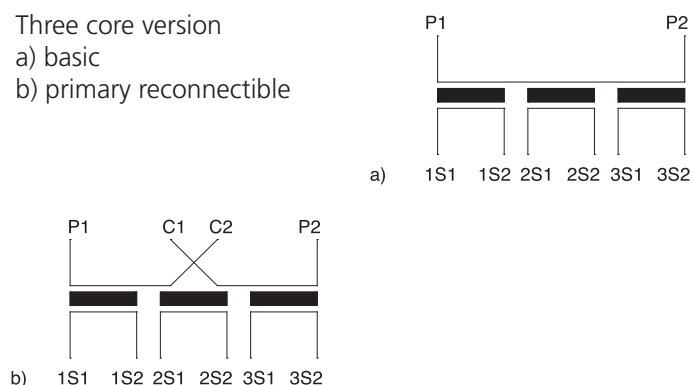 Three core version
a) basic
b) primary reconnectible
P1 P2
a) 1S1 1S2 2S1 2S2 3S1 3S2
P1 C1 C2 P2
b) 1S1 1S2 2S1 2S2 3S1 3S2